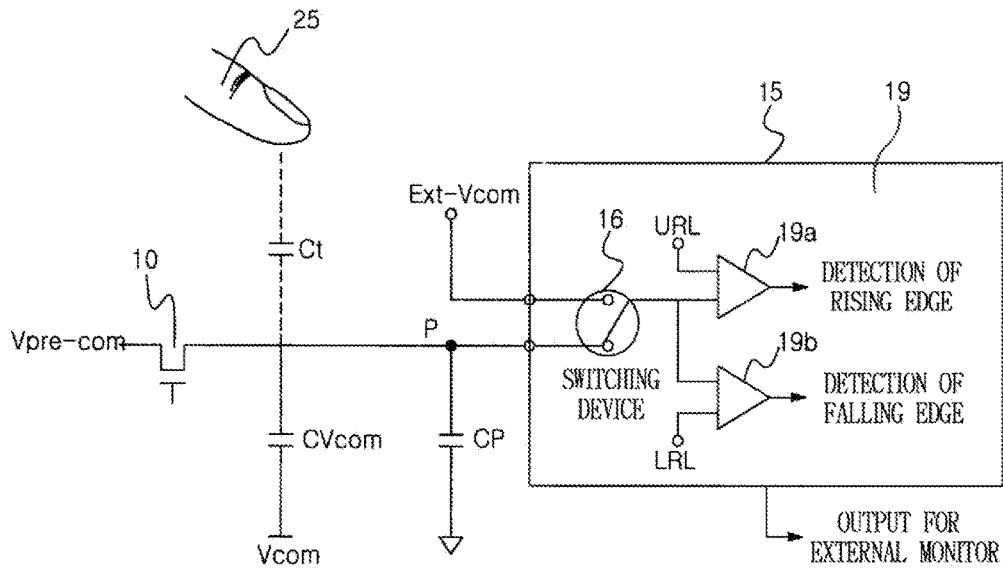 25
15
19
Ext-Vcom
16
URL
19a
Ct
10
DETECTION OF
RISING EDGE
Vpre-com
P
19b
SWITCHING
DEVICE
DETECTION OF
FALLING EDGE
CVcom
CP
LRL
OUTPUT FOR
EXTERNAL MONITOR
Vcom